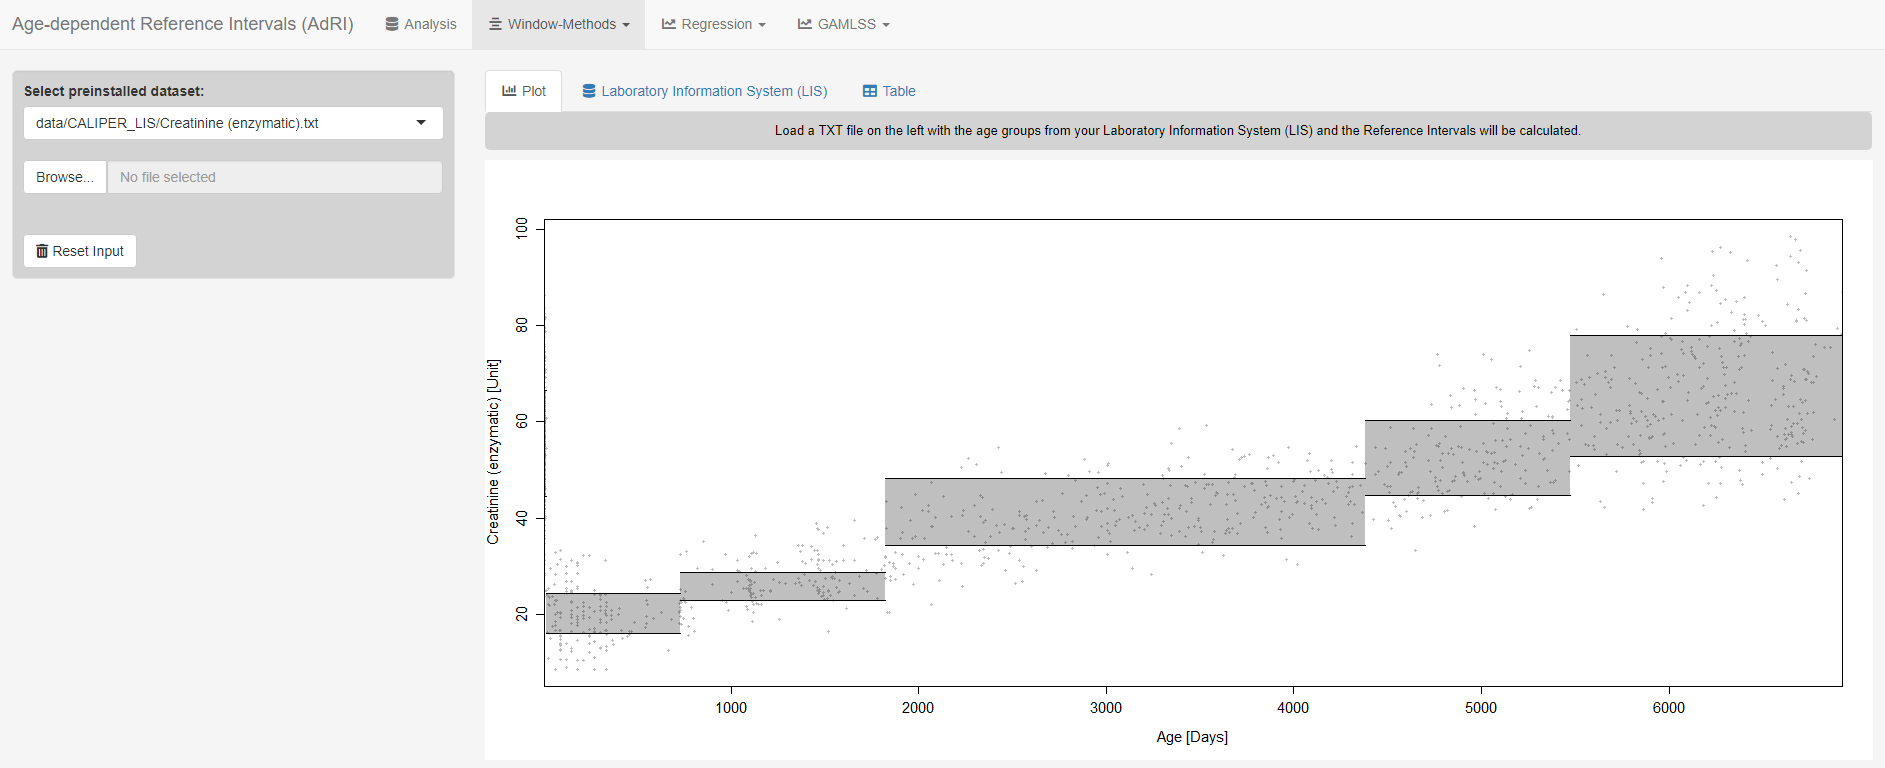 Age-dependent Reference Intervals (AdRI) Analysis Window-Methods Regression GAMLSS
Select preinstalled dataset:
data/CALIPER_LIS/Creatinine (enzymatic).txt
Browse... No file selected
Reset Input
Plot Laboratory Information System (LIS) Table
Load a TXT file on the left with the age groups from your Laboratory Information System (LIS) and the Reference Intervals will be calculated.
Creatinine (enzymatic) [Unit]
100
80
60
40
20
1000 2000 3000 4000 5000 6000
Age [Days]